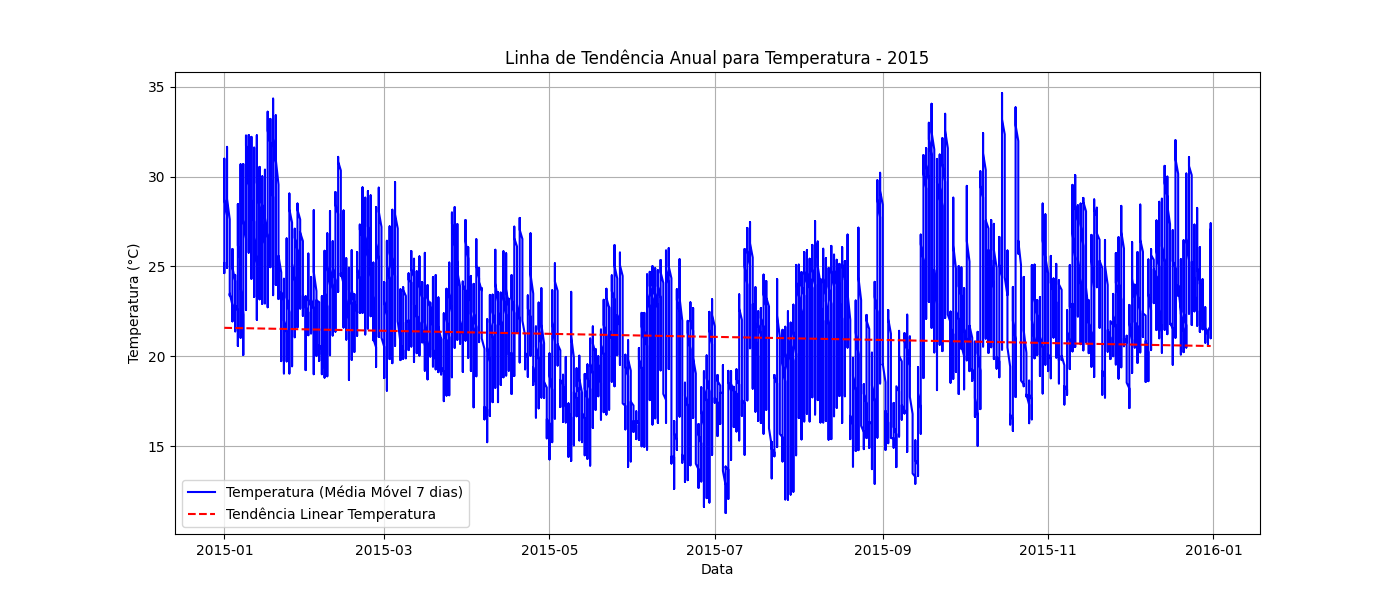 Linha de Tendência Anual para Temperatura - 2015
Temperatura (°C)
35
30
25
20
15
Temperatura (Média Móvel 7 dias)
Tendência Linear Temperatura
2015-01
2015-03
2015-05
2015-07
2015-09
2015-11
2016-01
Data